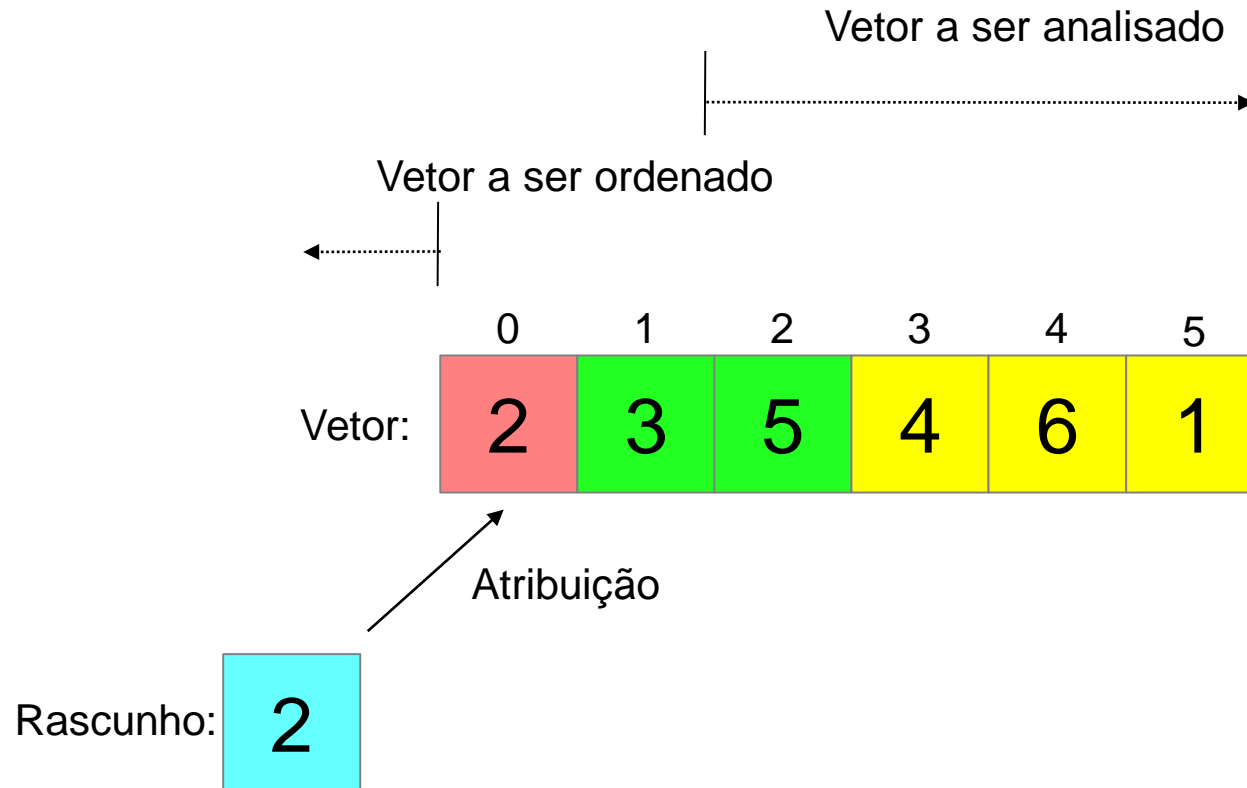 Vetor a ser analisado
Vetor a ser ordenado
0 1 2 3 4 5
Vetor: 2 3 5 4 6 1
Atribuição
Rascunho: 2